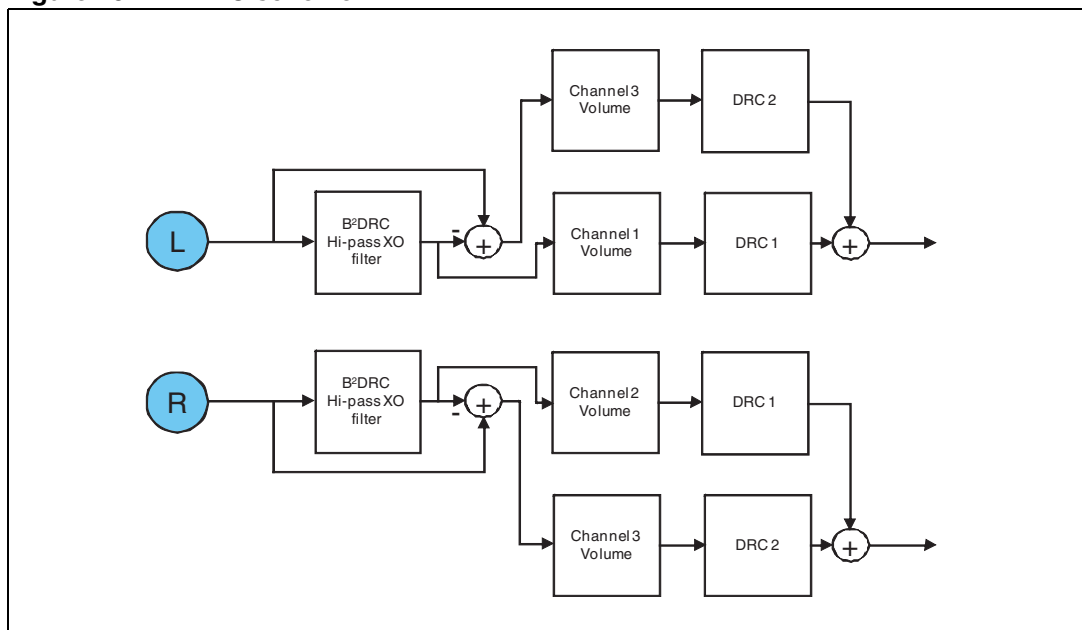 Channel 3
Volume
DRC 2
L
B²DRC
Hi-pass XO
filter
-
+
Channel 1
Volume
DRC 1
+
R
B²DRC
Hi-pass XO
filter
-
+
Channel 2
Volume
DRC 1
Channel 3
Volume
DRC 2
+